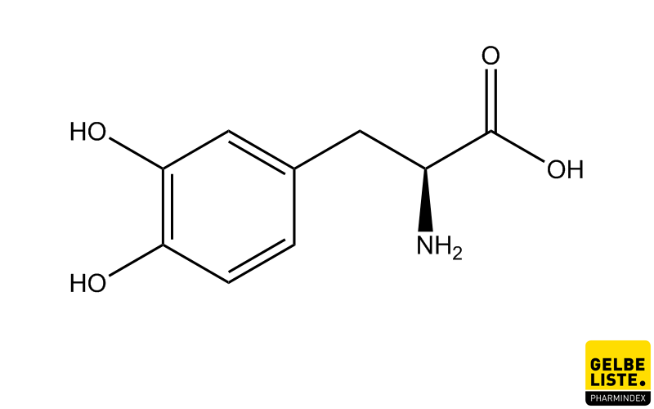 O
HO
OH
NH₂
HO
GELBE
LISTE.
PHARMINDEX